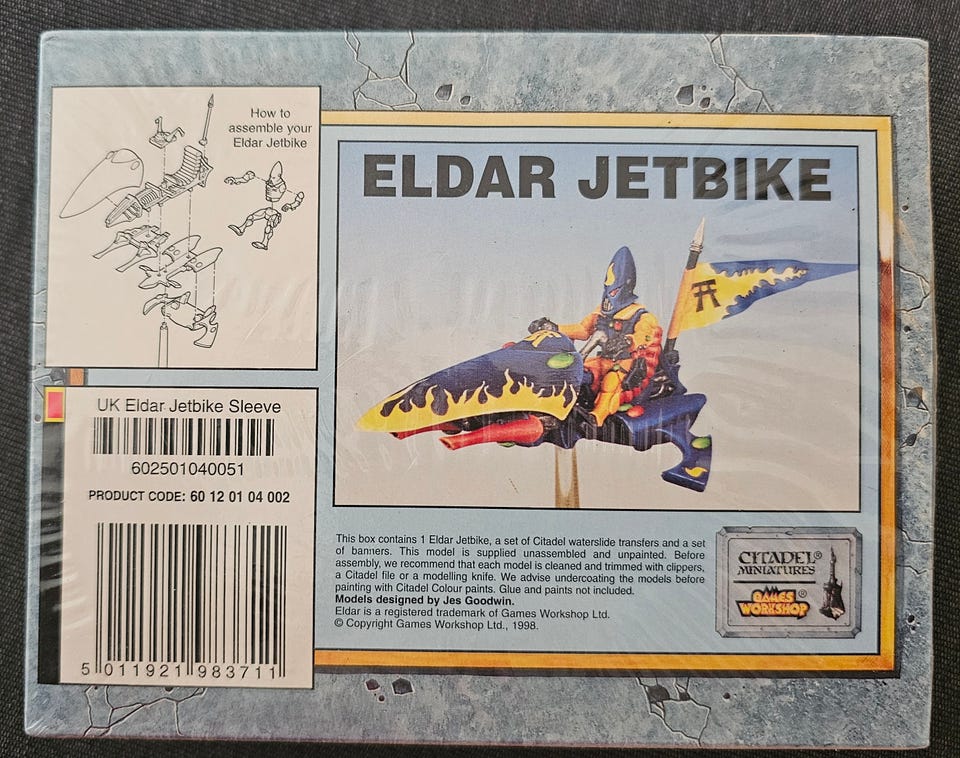 How to
assemble your
Eldar Jetbike
ELDAR JETBIKE
UK Eldar Jetbike Sleeve
602501040051
PRODUCT CODE: 60 12 01 04 002
5 011921 983711
This box contains 1 Eldar Jetbike, a set of Citadel waterslide transfers and a set
of banners. This model is supplied unassembled and unpainted. Before
assembly, we recommend that each model is cleaned and trimmed with clippers,
a Citadel file or a modelling knife. We advise undercoating the models before
painting with Citadel Colour paints. Glue and paints not included.
Models designed by Jes Goodwin.
Eldar is a registered trademark of Games Workshop Ltd.
© Copyright Games Workshop Ltd., 1998.
CITADEL®
MINIATURES
GAMES
WORKSHOP®